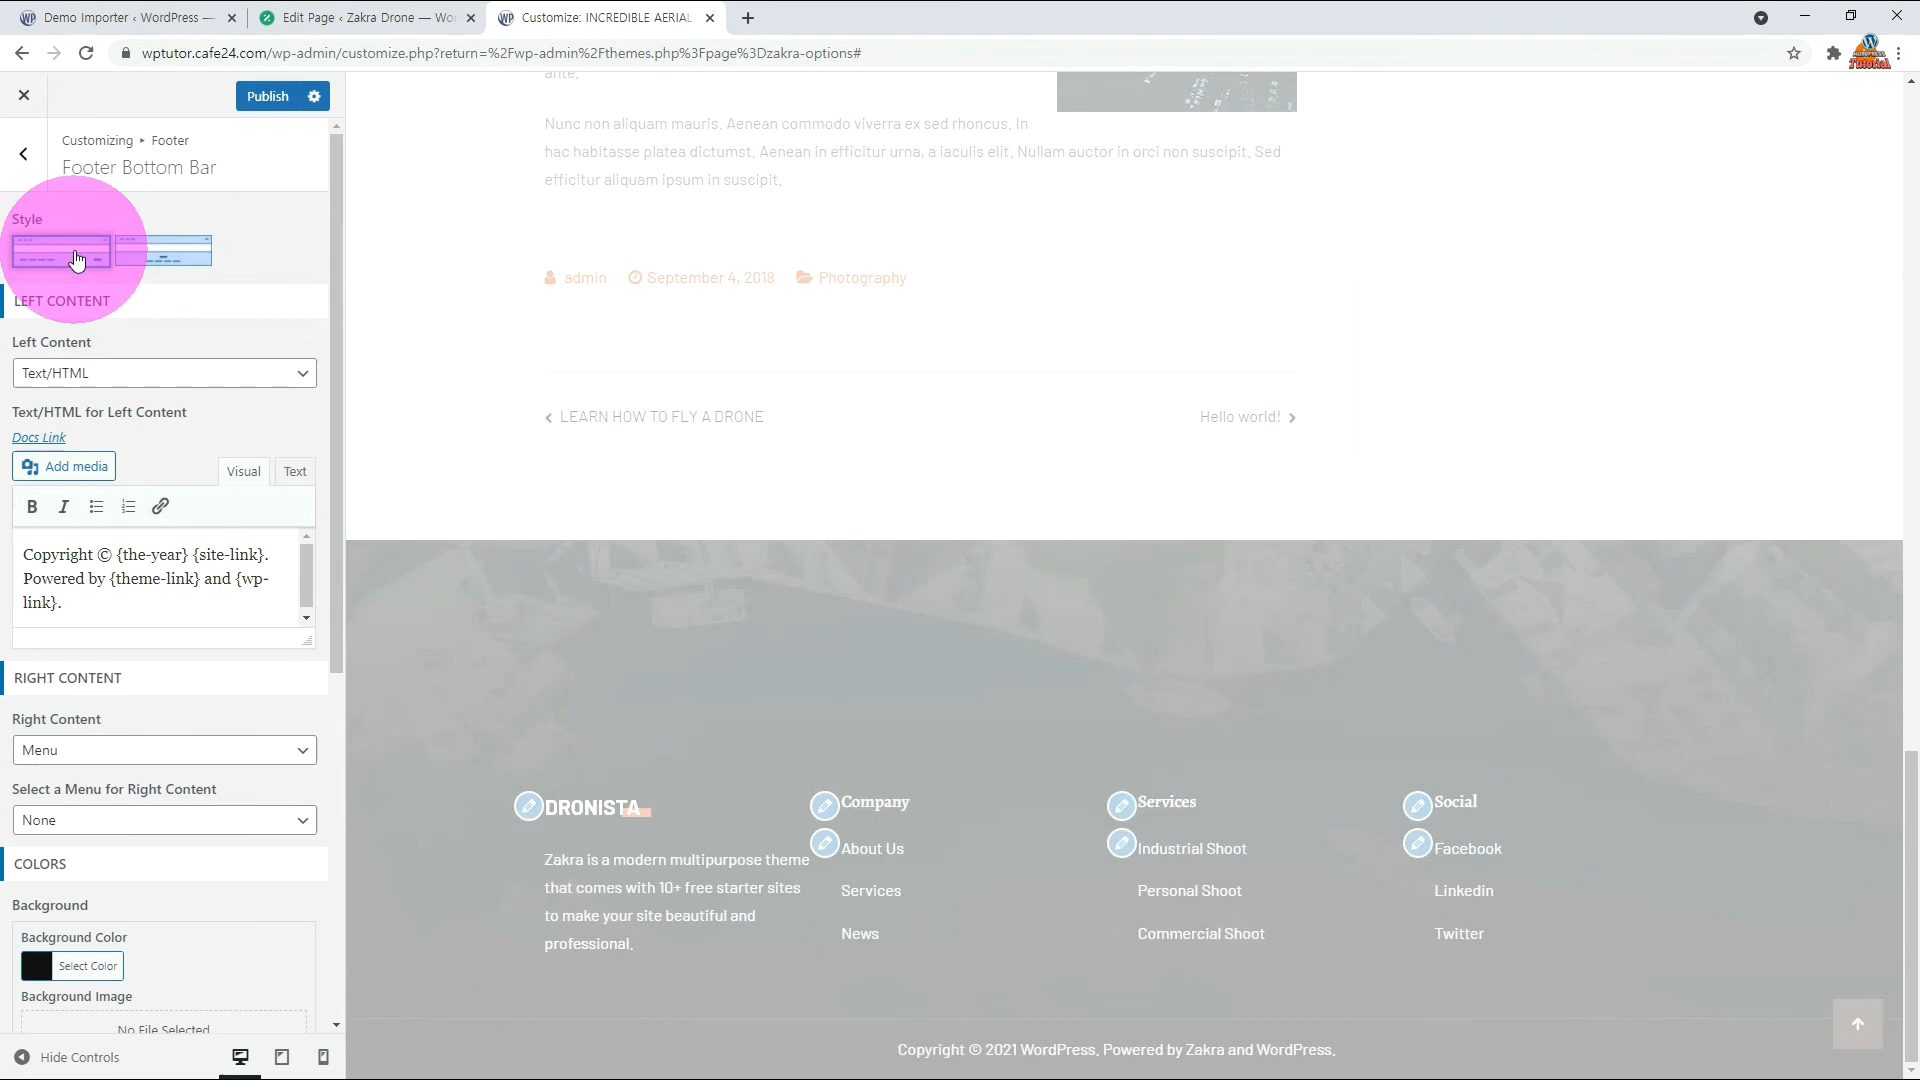 Demo Importer ‹ WordPress —
Edit Page ‹ Zakra Drone — Wor
Customize: INCREDIBLE AERIAL
wptutor.cafe24.com/wp-admin/customize.php?return=%2Fwp-admin%2Fthemes.php%3Fpage%3Dzakra-options#
Publish
Customizing ▸ Footer
Footer Bottom Bar
Style
LEFT CONTENT
Left Content
Text/HTML
Text/HTML for Left Content
Docs Link
Add media
Visual
Text
B I
Copyright © {the-year} {site-link}.
Powered by {theme-link} and {wp-
link}.
RIGHT CONTENT
Right Content
Menu
Select a Menu for Right Content
None
COLORS
Background
Background Color
Select Color
Background Image
No File Selected
Hide Controls
ante.
Nunc non aliquam mauris. Aenean commodo viverra ex sed rhoncus. In
hac habitasse platea dictumst. Aenean in efficitur urna, a iaculis elit. Nullam auctor in orci non suscipit. Sed
efficitur aliquam ipsum in suscipit.
admin September 4, 2018 Photography
LEARN HOW TO FLY A DRONE
Hello world!
DRONISTA
Zakra is a modern multipurpose theme
that comes with 10+ free starter sites
to make your site beautiful and
professional.
Company
About Us
Services
News
Services
Industrial Shoot
Personal Shoot
Commercial Shoot
Social
Facebook
Linkedin
Twitter
Copyright © 2021 WordPress. Powered by Zakra and WordPress.